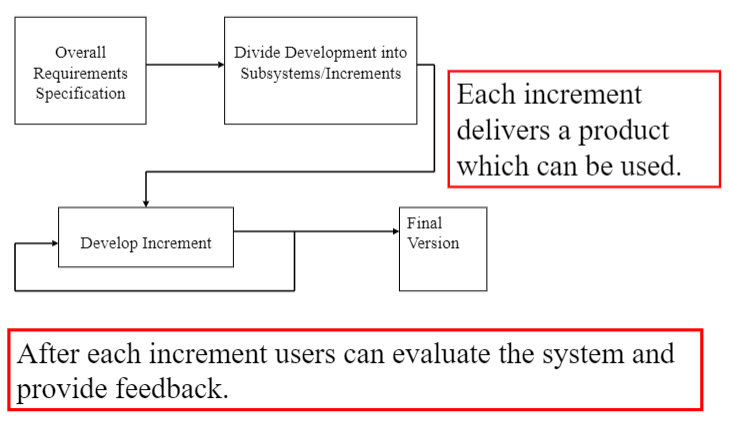 Overall
Requirements
Specification
Divide Development into
Subsystems/Increments
Each increment
delivers a product
which can be used.
Develop Increment
Final
Version
After each increment users can evaluate the system and
provide feedback.